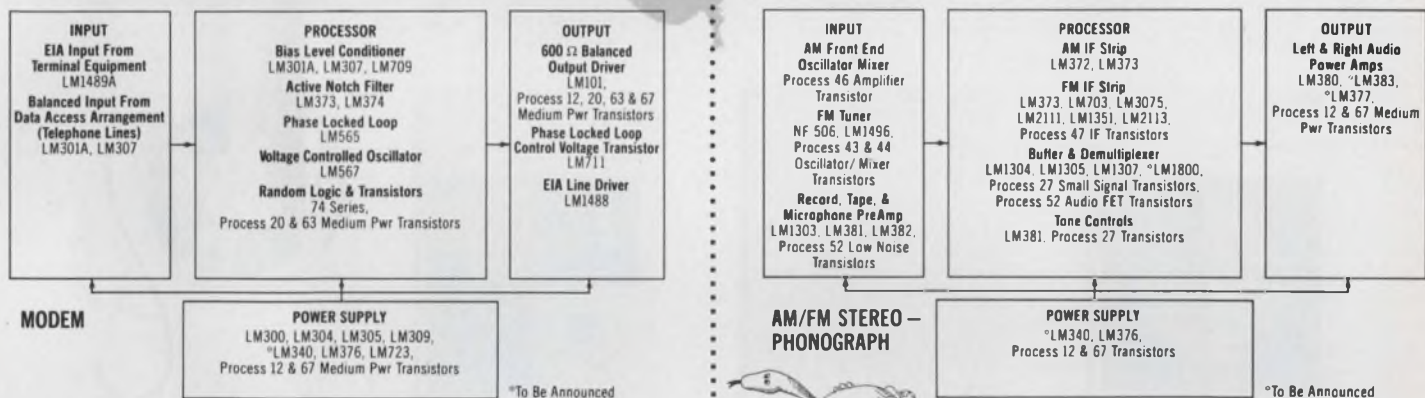 INPUT
EIA Input From
Terminal Equipment
LM1489A
Balanced Input From
Data Access Arrangement
(Telephone Lines)
LM301A, LM307
PROCESSOR
Bias Level Conditioner
LM301A, LM307, LM709
Active Notch Filter
LM373, LM374
Phase Locked Loop
LM565
Voltage Controlled Oscillator
LM567
Random Logic & Transistors
74 Series,
Process 20 & 63 Medium Pwr Transistors
OUTPUT
600 Ω Balanced
Output Driver
LM101,
Process 12, 20, 63 & 67
Medium Pwr Transistors
Phase Locked Loop
Control Voltage Transistor
LM711
EIA Line Driver
LM1488
MODEM
POWER SUPPLY
LM300, LM304, LM305, LM309,
°LM340, LM376, LM723,
Process 12 & 67 Medium Pwr Transistors
°To Be Announced
INPUT
AM Front End
Oscillator Mixer
Process 46 Amplifier
Transistor
FM Tuner
NF 506, LM1496,
Process 43 & 44
Oscillator/ Mixer
Transistors
Record, Tape, &
Microphone PreAmp
LM1303, LM381, LM382,
Process 52 Low Noise
Transistors
PROCESSOR
AM IF Strip
LM372, LM373
FM IF Strip
LM373, LM703, LM3075,
LM2111, LM1351, LM2113,
Process 47 IF Transistors
Buffer & Demultiplexer
LM1304, LM1305, LM1307, °LM1800,
Process 27 Small Signal Transistors,
Process 52 Audio FET Transistors
Tone Controls
LM381, Process 27 Transistors
OUTPUT
Left & Right Audio
Power Amps
LM380, °LM383,
°LM377,
Process 12 & 67 Medium
Pwr Transistors
AM/FM STEREO –
PHONOGRAPH
POWER SUPPLY
°LM340, LM376,
Process 12 & 67 Transistors
°To Be Announced